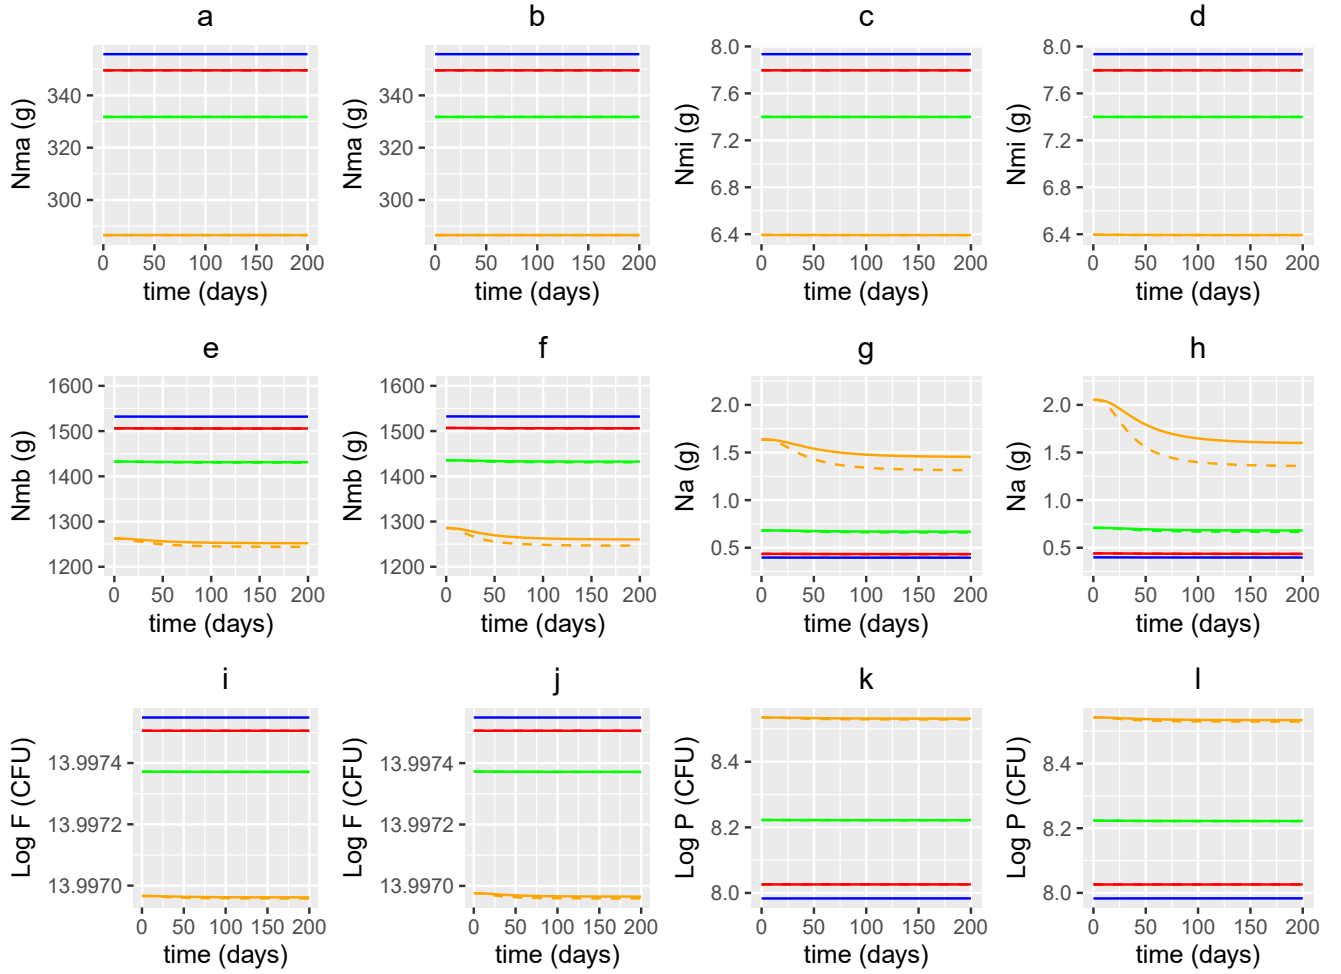 a b c d
Nma (g) 340 320 300 0 50 100 150 200 time (days)
Nma (g) 340 320 300 0 50 100 150 200 time (days)
Nmi (g) 8.0 7.6 7.2 6.8 6.4 0 50 100 150 200 time (days)
Nmi (g) 8.0 7.6 7.2 6.8 6.4 0 50 100 150 200 time (days)
e f g h
Nmb (g) 1600 1500 1400 1300 1200 0 50 100 150 200 time (days)
Nmb (g) 1600 1500 1400 1300 1200 0 50 100 150 200 time (days)
Na (g) 2.0 1.5 1.0 0.5 0 50 100 150 200 time (days)
Na (g) 2.0 1.5 1.0 0.5 0 50 100 150 200 time (days)
i j k l
Log F (CFU) 13.9974 13.9972 13.9970 0 50 100 150 200 time (days)
Log F (CFU) 13.9974 13.9972 13.9970 0 50 100 150 200 time (days)
Log P (CFU) 8.4 8.2 8.0 0 50 100 150 200 time (days)
Log P (CFU) 8.4 8.2 8.0 0 50 100 150 200 time (days)